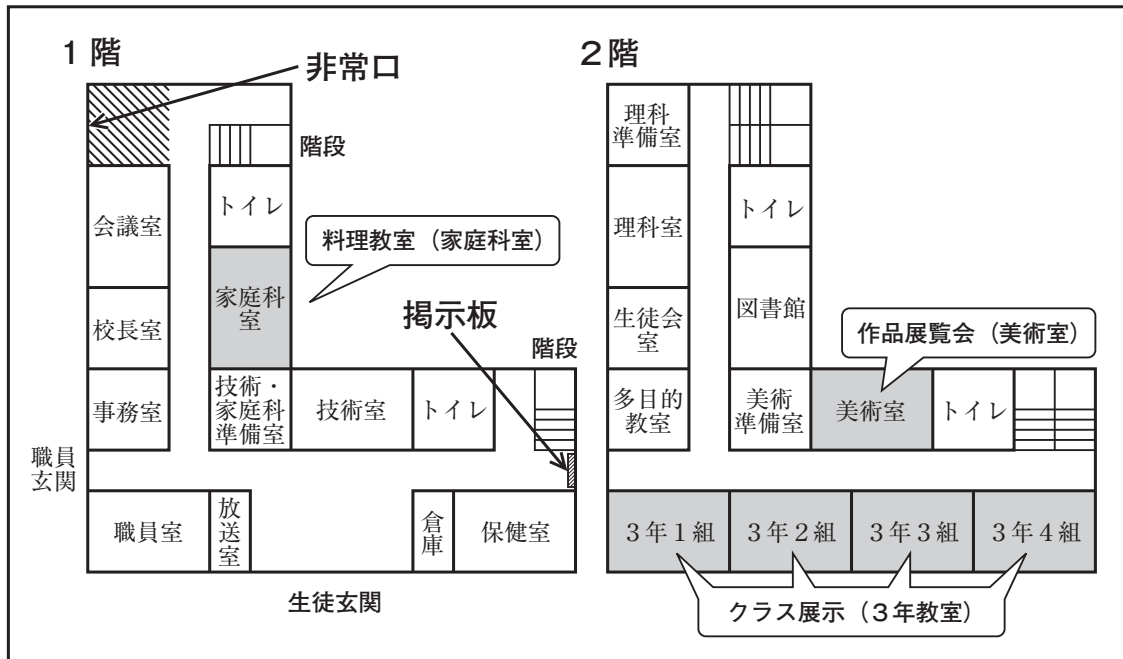 1階
非常口
階段
会議室
トイレ
料理教室（家庭科室）
家庭科
室
掲示板
校長室
階段
事務室
技術・
家庭科
準備室
技術室
トイレ
職員
玄関
職員室
放
送
室
倉
庫
保健室
生徒玄関
2階
理科
準備室
理科室
トイレ
生徒会
室
図書館
作品展覧会（美術室）
多目的
教室
美術
準備室
美術室
トイレ
3年1組
3年2組
3年3組
3年4組
クラス展示（3年教室）